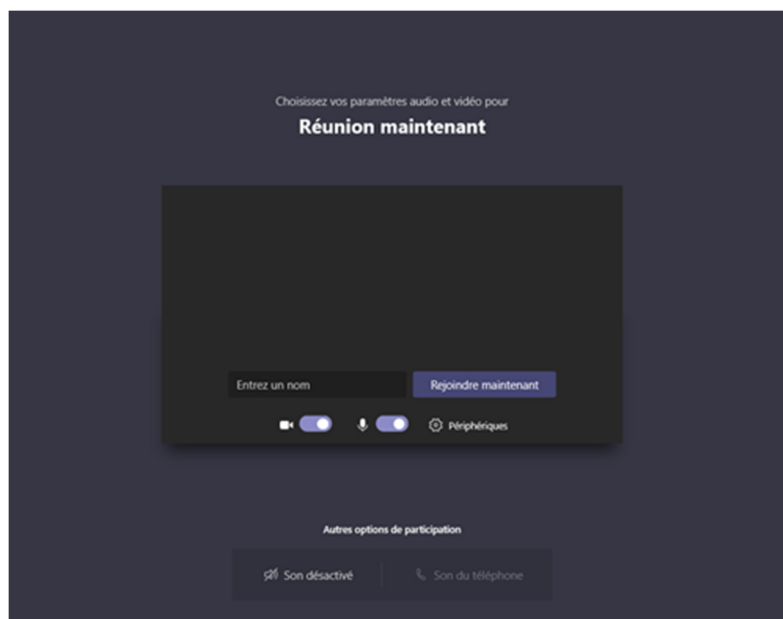 Choisissez vos paramètres audio et vidéo pour
Réunion maintenant
Entrez un nom
Rejoindre maintenant
Périphériques
Autres options de participation
Son désactivé
Son du téléphone